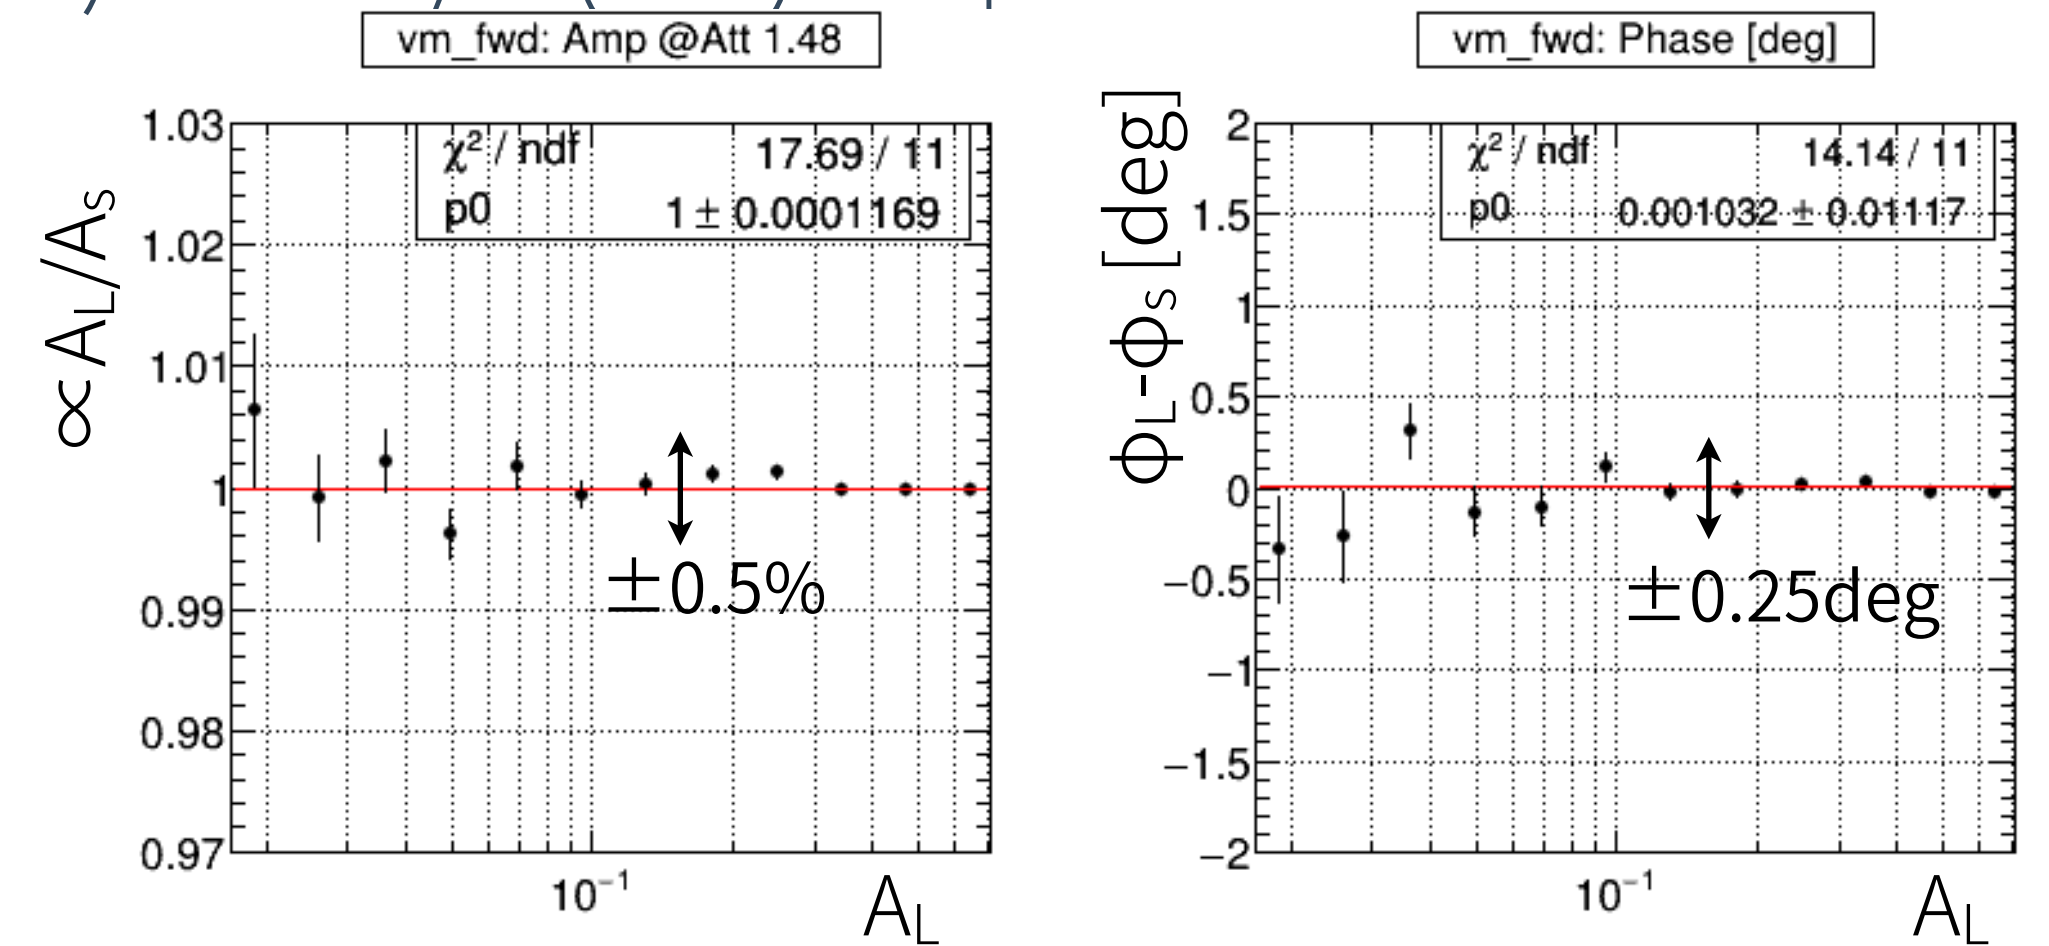 vm_fwd: Amp @Att 1.48
∝ A_L/A_S
1.03
1.02
1.01
1
0.99
0.98
0.97
χ² / ndf 17.69 / 11
p0 1 ± 0.0001169
±0.5%
10⁻¹
A_L
vm_fwd: Phase [deg]
ϕ_L-ϕ_S [deg]
2
1.5
1
0.5
0
−0.5
−1
−1.5
−2
χ² / ndf 14.14 / 11
p0 0.001032 ± 0.01117
±0.25deg
10⁻¹
A_L